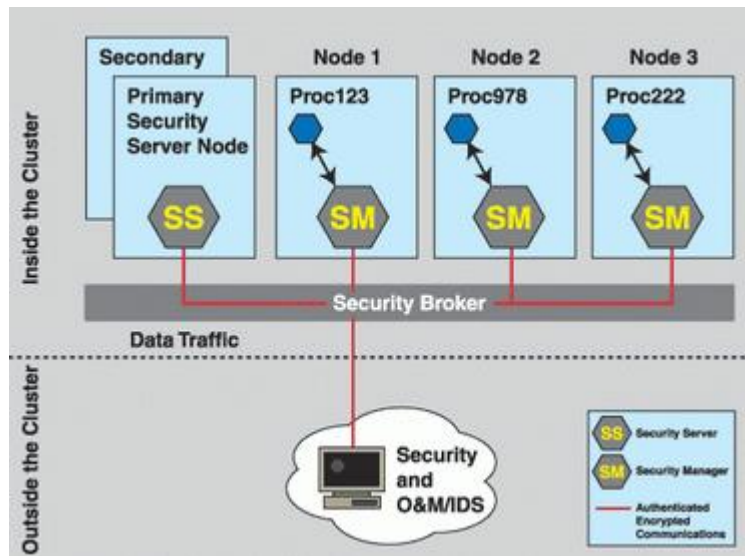 Inside the Cluster
Secondary
Primary
Security
Server Node
SS
Node 1
Proc123
SM
Node 2
Proc978
SM
Node 3
Proc222
SM
Security Broker
Data Traffic
Outside the Cluster
Security
and
O&M/IDS
SS Security Server
SM Security Manager
Authenticated
Encrypted
Communications